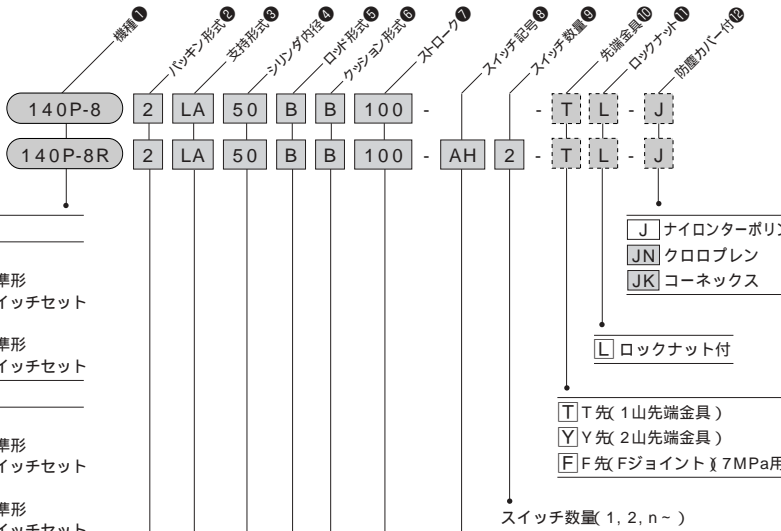 機種❶
パッキン形式❷
支持形式❸
シリンダ内径❹
ロッド形式❺
クッション形式❻
ストローク❼
スイッチ記号❽
スイッチ数量❾
先端金具❿
ロックナット⓫
防塵カバー付⓬
140P-8 2 LA 50 B B 100 - - T L - J
140P-8R 2 LA 50 B B 100 - AH 2 - T L - J
J ナイロンターポリン
JN クロロプレン
JK コーネックス
準形
イッチセット
準形
イッチセット
L ロックナット付
T T先(1山先端金具)
Y Y先(2山先端金具)
F F先(Fジョイント)(7MPa用
準形
イッチセット
準形
イッチセット
スイッチ数量(1, 2, n~)